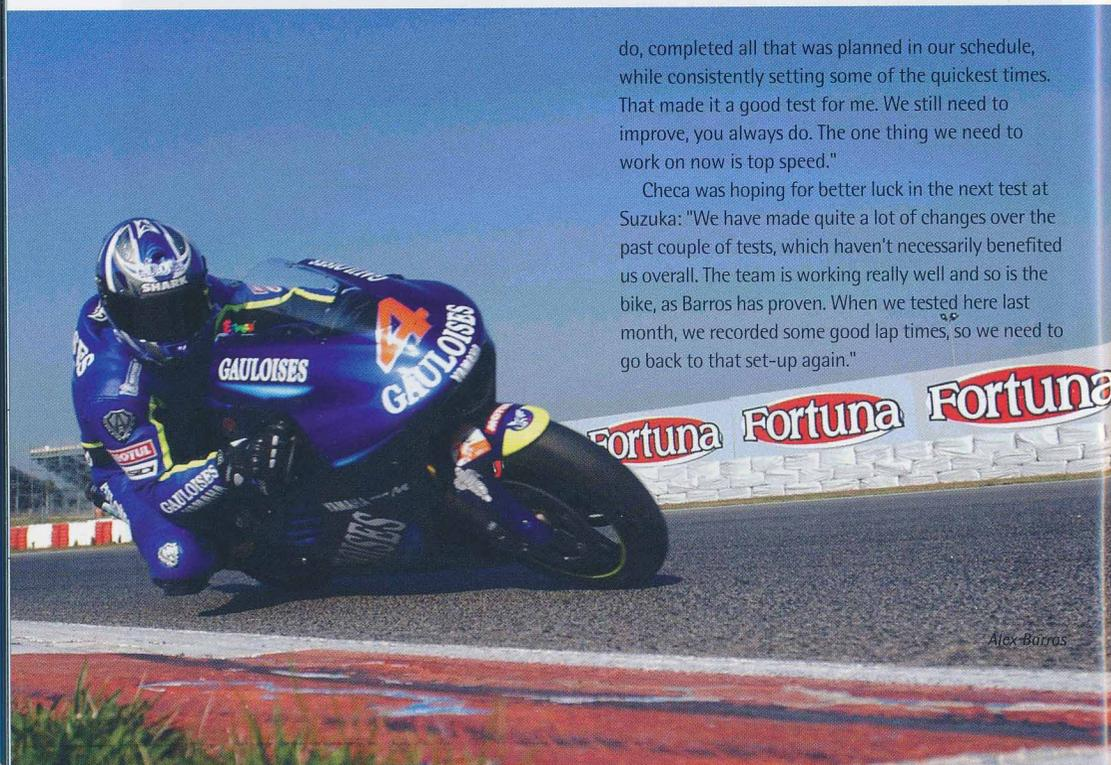 do, completed all that was planned in our schedule,
while consistently setting some of the quickest times.
That made it a good test for me. We still need to
improve, you always do. The one thing we need to
work on now is top speed."
Checa was hoping for better luck in the next test at
Suzuka: "We have made quite a lot of changes over the
past couple of tests, which haven't necessarily benefited
us overall. The team is working really well and so is the
bike, as Barros has proven. When we tested here last
month, we recorded some good lap times, so we need to
go back to that set-up again."
SHARK
GAULOISES
4
GAULOISES
YAMAHA
GAULOISES
Fortuna
Fortuna
Fortuna
MOTUL
GAULOISES
YAMAHA
YAMAHA
Alex Barros